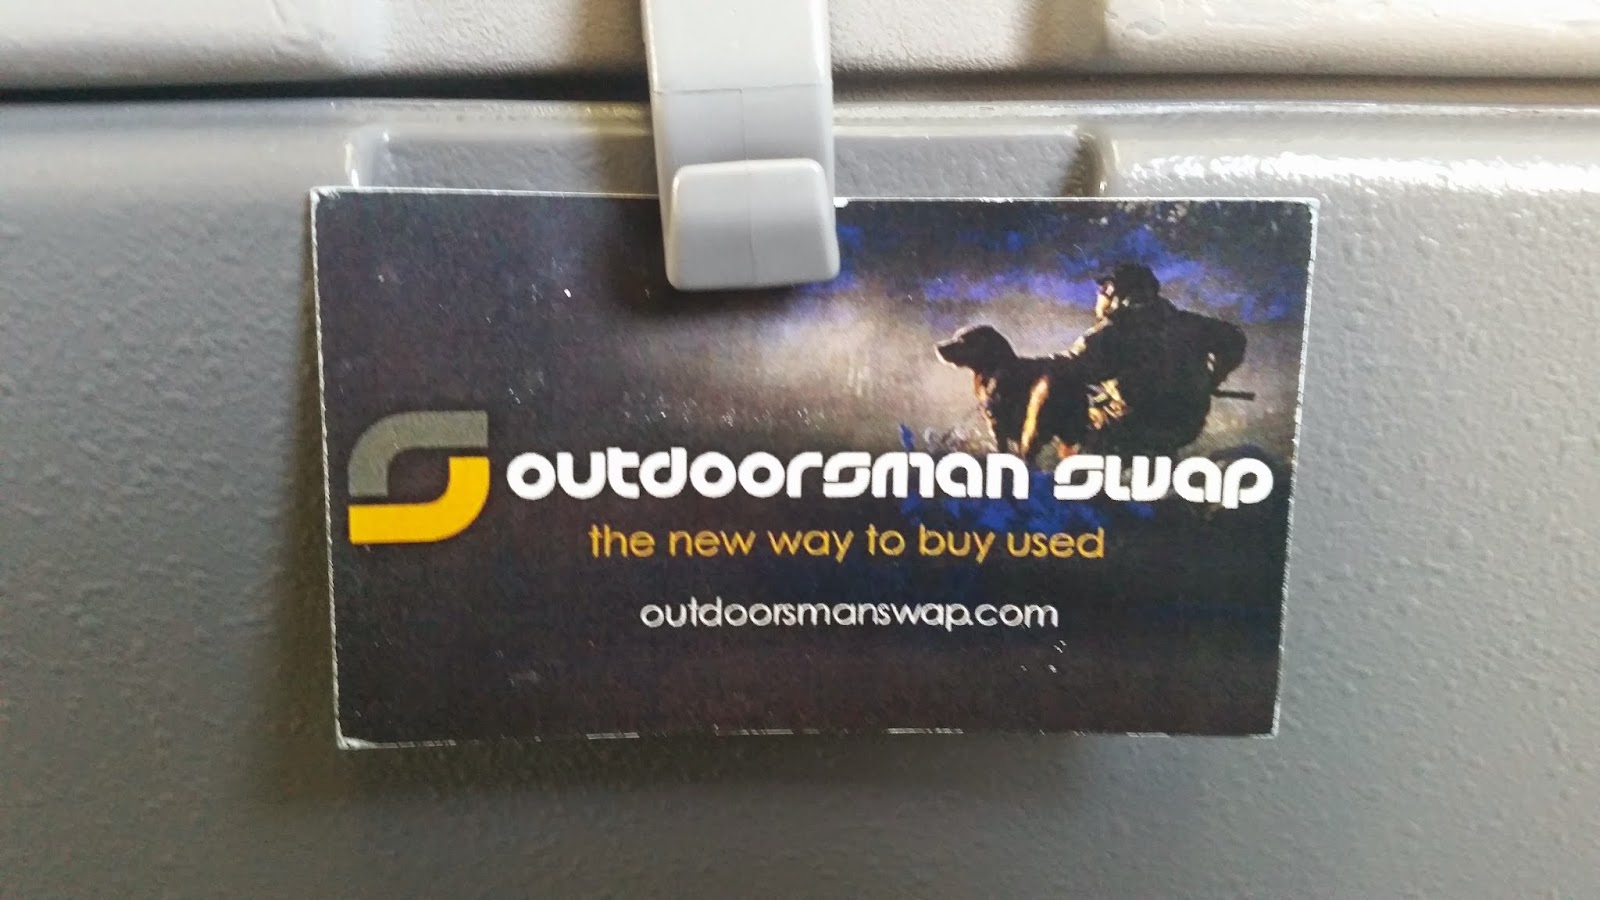 outdoorsman swap
the new way to buy used
outdoorsmanswap.com